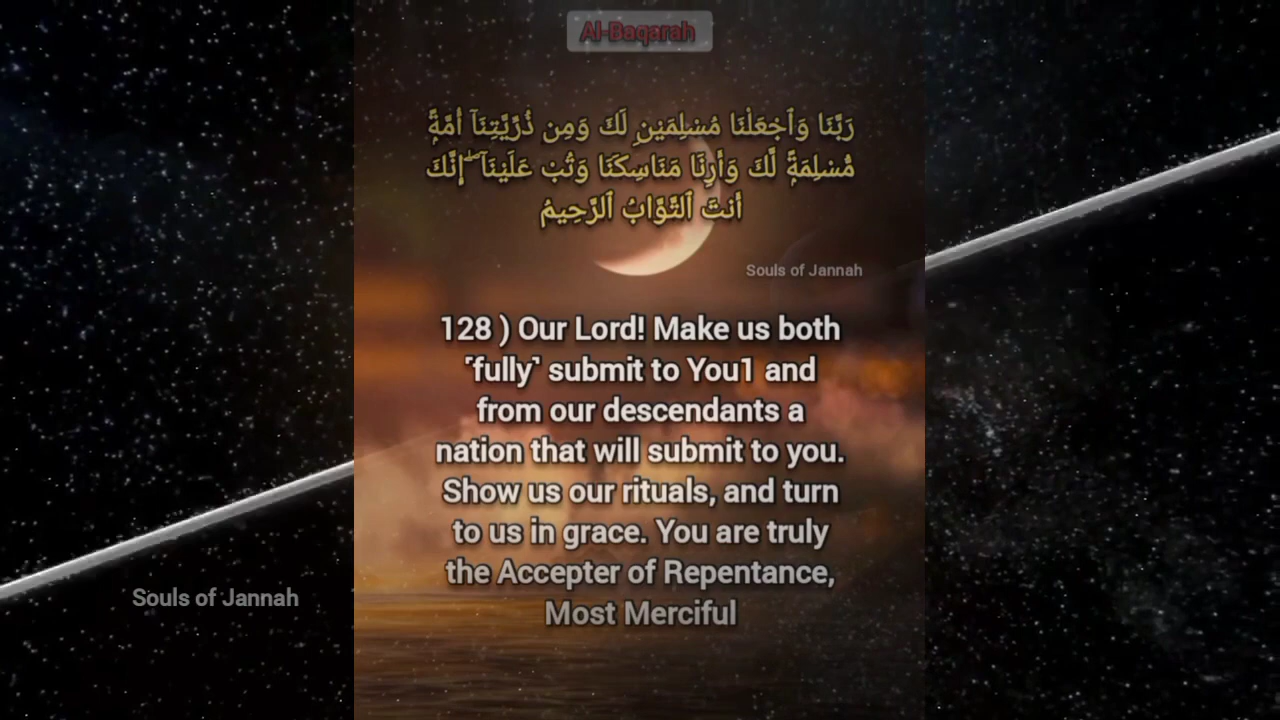 Al-Baqarah
رَبَّنَا وَٱجْعَلْنَا مُسْلِمَيْنِ لَكَ وَمِن ذُرِّيَّتِنَآ أُمَّةً
مُّسْلِمَةً لَّكَ وَأَرِنَا مَنَاسِكَنَا وَتُبْ عَلَيْنَآ ۖ إِنَّكَ
أَنتَ ٱلتَّوَّابُ ٱلرَّحِيمُ
Souls of Jannah
128 ) Our Lord! Make us both
˹fully˺ submit to You1 and
from our descendants a
nation that will submit to you.
Show us our rituals, and turn
to us in grace. You are truly
the Accepter of Repentance,
Most Merciful
Souls of Jannah